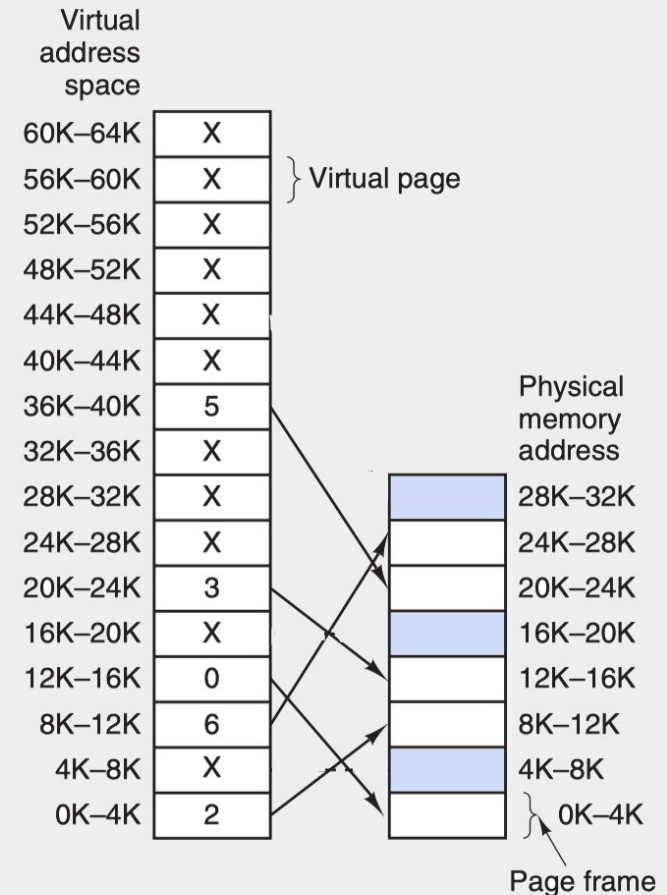 Virtual
address
space
60K–64K X
56K–60K X Virtual page
52K–56K X
48K–52K X
44K–48K X
40K–44K X
36K–40K 5
32K–36K X
28K–32K X
24K–28K X
20K–24K 3
16K–20K X
12K–16K 0
8K–12K 6
4K–8K X
0K–4K 2
Physical
memory
address
28K–32K
24K–28K
20K–24K
16K–20K
12K–16K
8K–12K
4K–8K
0K–4K
Page frame